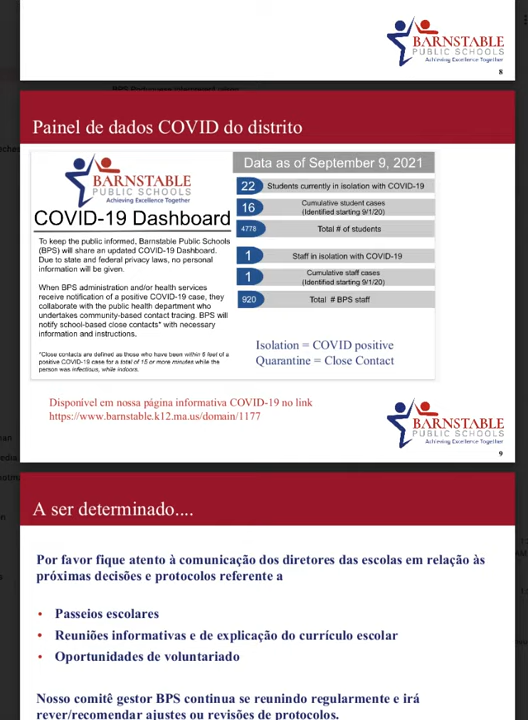 BARNSTABLE
PUBLIC SCHOOLS
Achieving Excellence Together
8
Painel de dados COVID do distrito
BARNSTABLE
PUBLIC SCHOOLS
Achieving Excellence Together
COVID-19 Dashboard
To keep the public informed, Barnstable Public Schools
(BPS) will share an updated COVID-19 Dashboard.
Due to state and federal privacy laws, no personal
information will be given.
When BPS administration and/or health services
receive notification of a positive COVID-19 case, they
collaborate with the public health department who
undertakes community-based contact tracing. BPS will
notify school-based close contacts* with necessary
information and instructions.
*Close contacts are defined as those who have been within 6 feet of a
positive COVID-19 case for a total of 15 or more minutes while the
person was infectious, while indoors.
Data as of September 9, 2021
22 Students currently in isolation with COVID-19
16 Cumulative student cases
(Identified starting 9/1/20)
4778 Total # of students
1 Staff in isolation with COVID-19
1 Cumulative staff cases
(Identified starting 9/1/20)
920 Total # BPS staff
Isolation = COVID positive
Quarantine = Close Contact
Disponível em nossa página informativa COVID-19 no link
https://www.barnstable.k12.ma.us/domain/1177
BARNSTABLE
PUBLIC SCHOOLS
Achieving Excellence Together
9
A ser determinado....
Por favor fique atento à comunicação dos diretores das escolas em relação às
próximas decisões e protocolos referente a
• Passeios escolares
• Reuniões informativas e de explicação do currículo escolar
• Oportunidades de voluntariado
Nosso comitê gestor BPS continua se reunindo regularmente e irá
rever/recomendar ajustes ou revisões de protocolos.